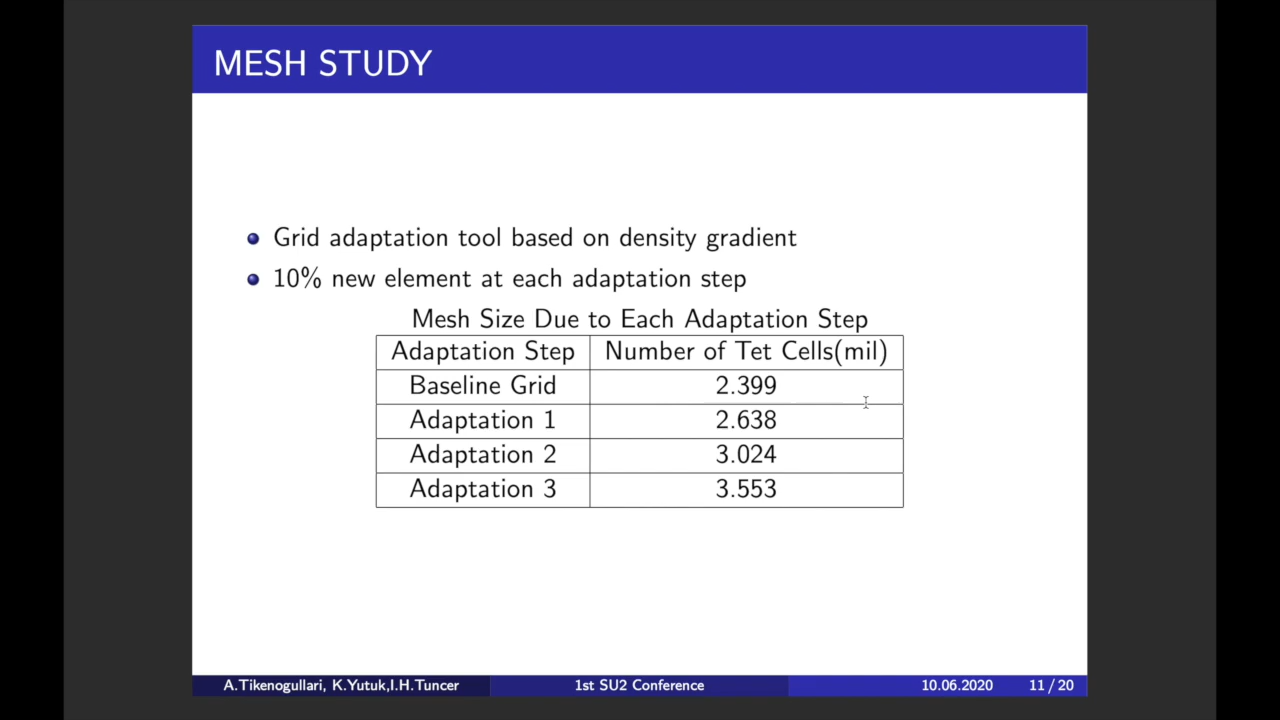 MESH STUDY
Grid adaptation tool based on density gradient
10% new element at each adaptation step
Mesh Size Due to Each Adaptation Step
Adaptation Step Number of Tet Cells(mil)
Baseline Grid 2.399
Adaptation 1 2.638
Adaptation 2 3.024
Adaptation 3 3.553
A.Tikenogullari, K.Yutuk,I.H.Tuncer 1st SU2 Conference 10.06.2020 11 / 20